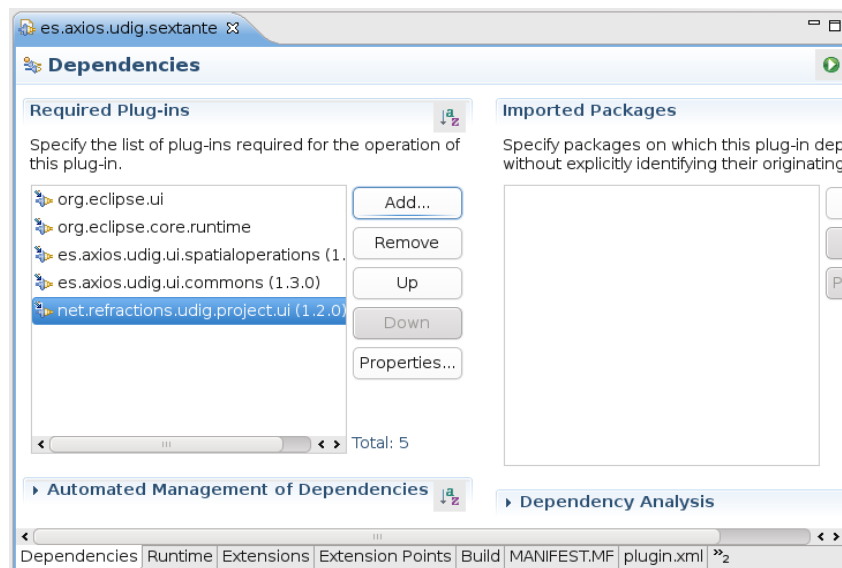 es.axios.udig.sextante
Dependencies
Required Plug-ins
Specify the list of plug-ins required for the operation of
this plug-in.
org.eclipse.ui
org.eclipse.core.runtime
es.axios.udig.ui.spatialoperations (1.
es.axios.udig.ui.commons (1.3.0)
net.refractions.udig.project.ui (1.2.0)
Add...
Remove
Up
Down
Properties...
Total: 5
Imported Packages
Specify packages on which this plug-in dep
without explicitly identifying their originating
P
Automated Management of Dependencies
Dependency Analysis
Dependencies Runtime Extensions Extension Points Build MANIFEST.MF plugin.xml »2